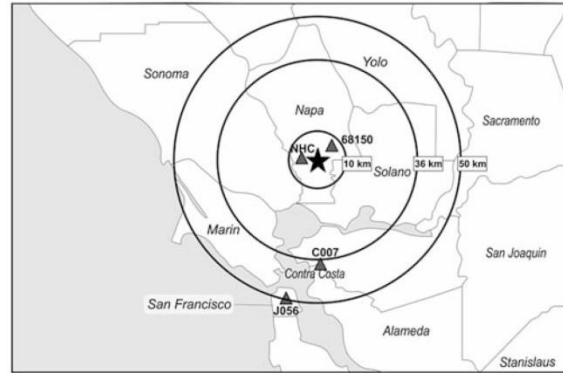 Yolo
Sonoma
Napa
Sacramento
68150
NHC
10 km
36 km
50 km
Solano
Marin
C007
Contra Costa
San Joaquin
San Francisco
J056
Alameda
Stanislaus